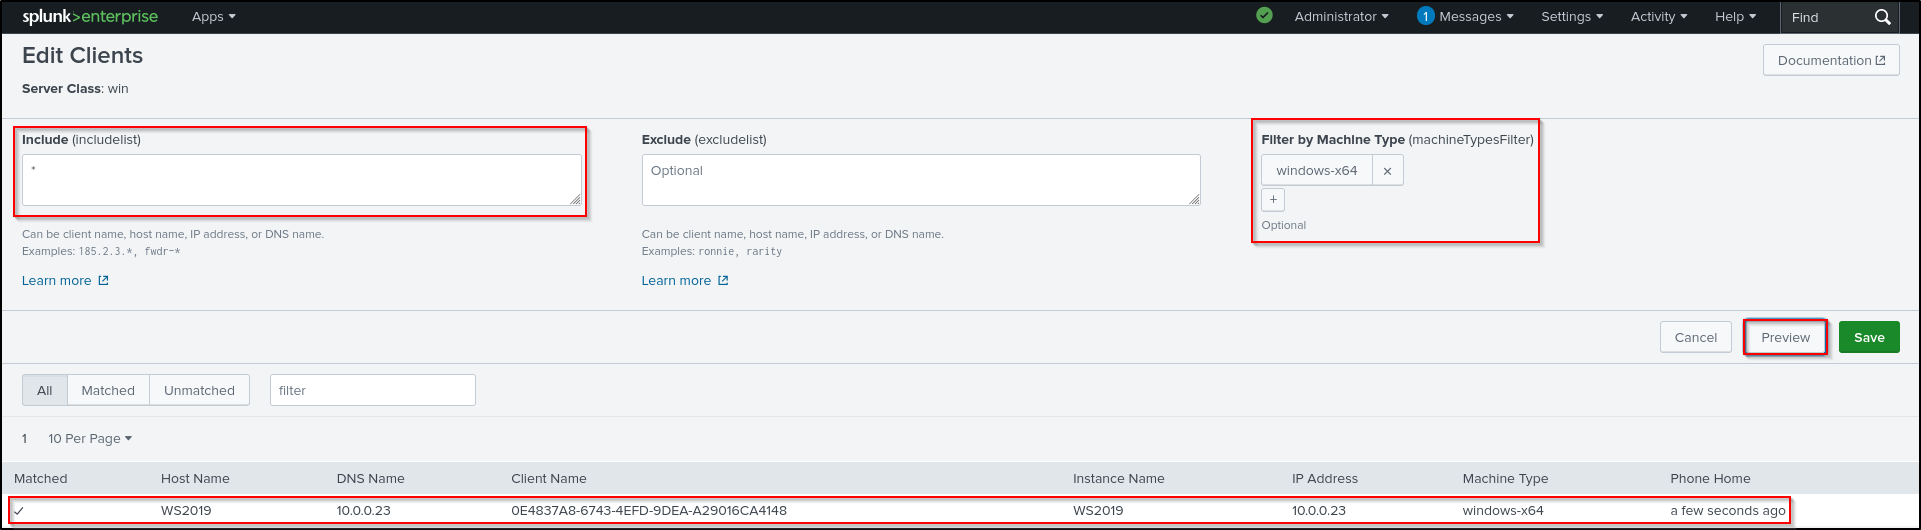 splunk>enterprise Apps Administrator 1 Messages Settings Activity Help Find
Edit Clients
Documentation
Server Class: win
Include (includelist) Exclude (excludelist) Filter by Machine Type (machineTypesFilter)
* Optional windows-x64 ×
+
Optional
Can be client name, host name, IP address, or DNS name. Can be client name, host name, IP address, or DNS name.
Examples: 185.2.3.*, fwdr-* Examples: ronnie, rarity
Learn more Learn more
Cancel Preview Save
All Matched Unmatched filter
1 10 Per Page
Matched Host Name DNS Name Client Name Instance Name IP Address Machine Type Phone Home
✓ WS2019 10.0.0.23 0E4837A8-6743-4EFD-9DEA-A29016CA4148 WS2019 10.0.0.23 windows-x64 a few seconds ago